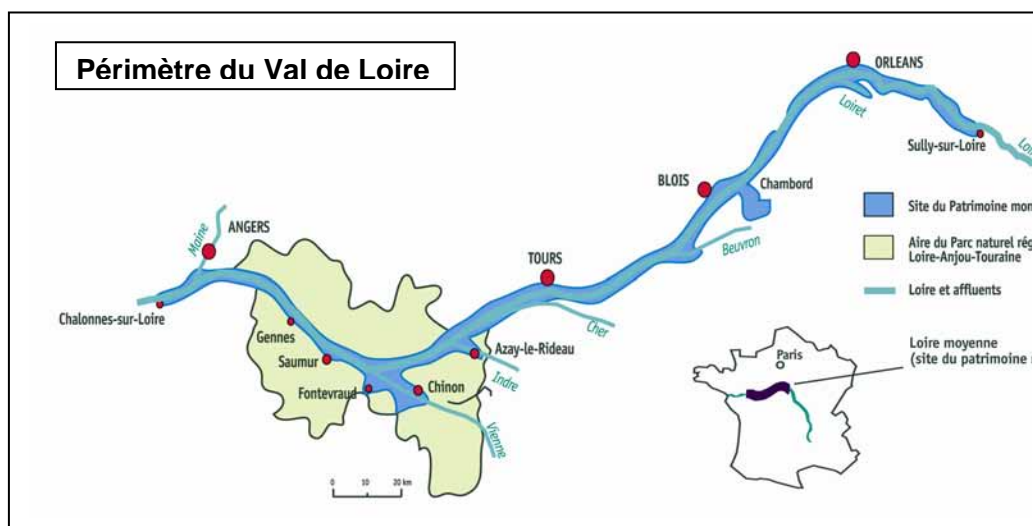 Périmètre du Val de Loire
ORLEANS
Loiret
Sully-sur-Loire
BLOIS
Chambord
Beuvron
Site du Patrimoine
Maine
ANGERS
Aire du Parc naturel
Loire-Anjou-Touraine
TOURS
Loire et affluents
Chalonnes-sur-Loire
Cher
Gennes
Saumur
Azay-le-Rideau
Indre
Fontevraud
Chinon
Vienne
Loire moyenne
(site du patrimoine
Paris
0 10 20 km